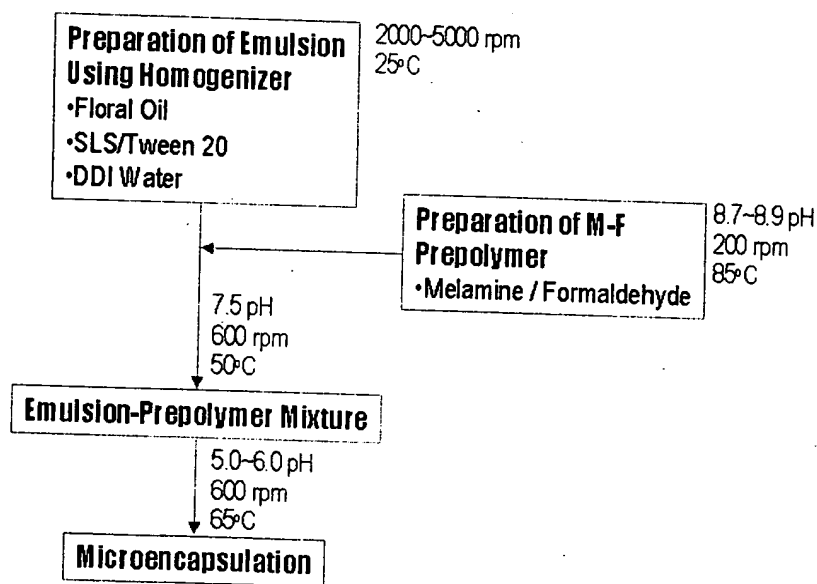 Preparation of Emulsion
Using Homogenizer
•Floral Oil
•SLS/Tween 20
•DDI Water
2000~5000 rpm
25°C
Preparation of M-F
Prepolymer
•Melamine / Formaldehyde
8.7~8.9 pH
200 rpm
85°C
7.5 pH
600 rpm
50°C
Emulsion-Prepolymer Mixture
5.0~6.0 pH
600 rpm
65°C
Microencapsulation